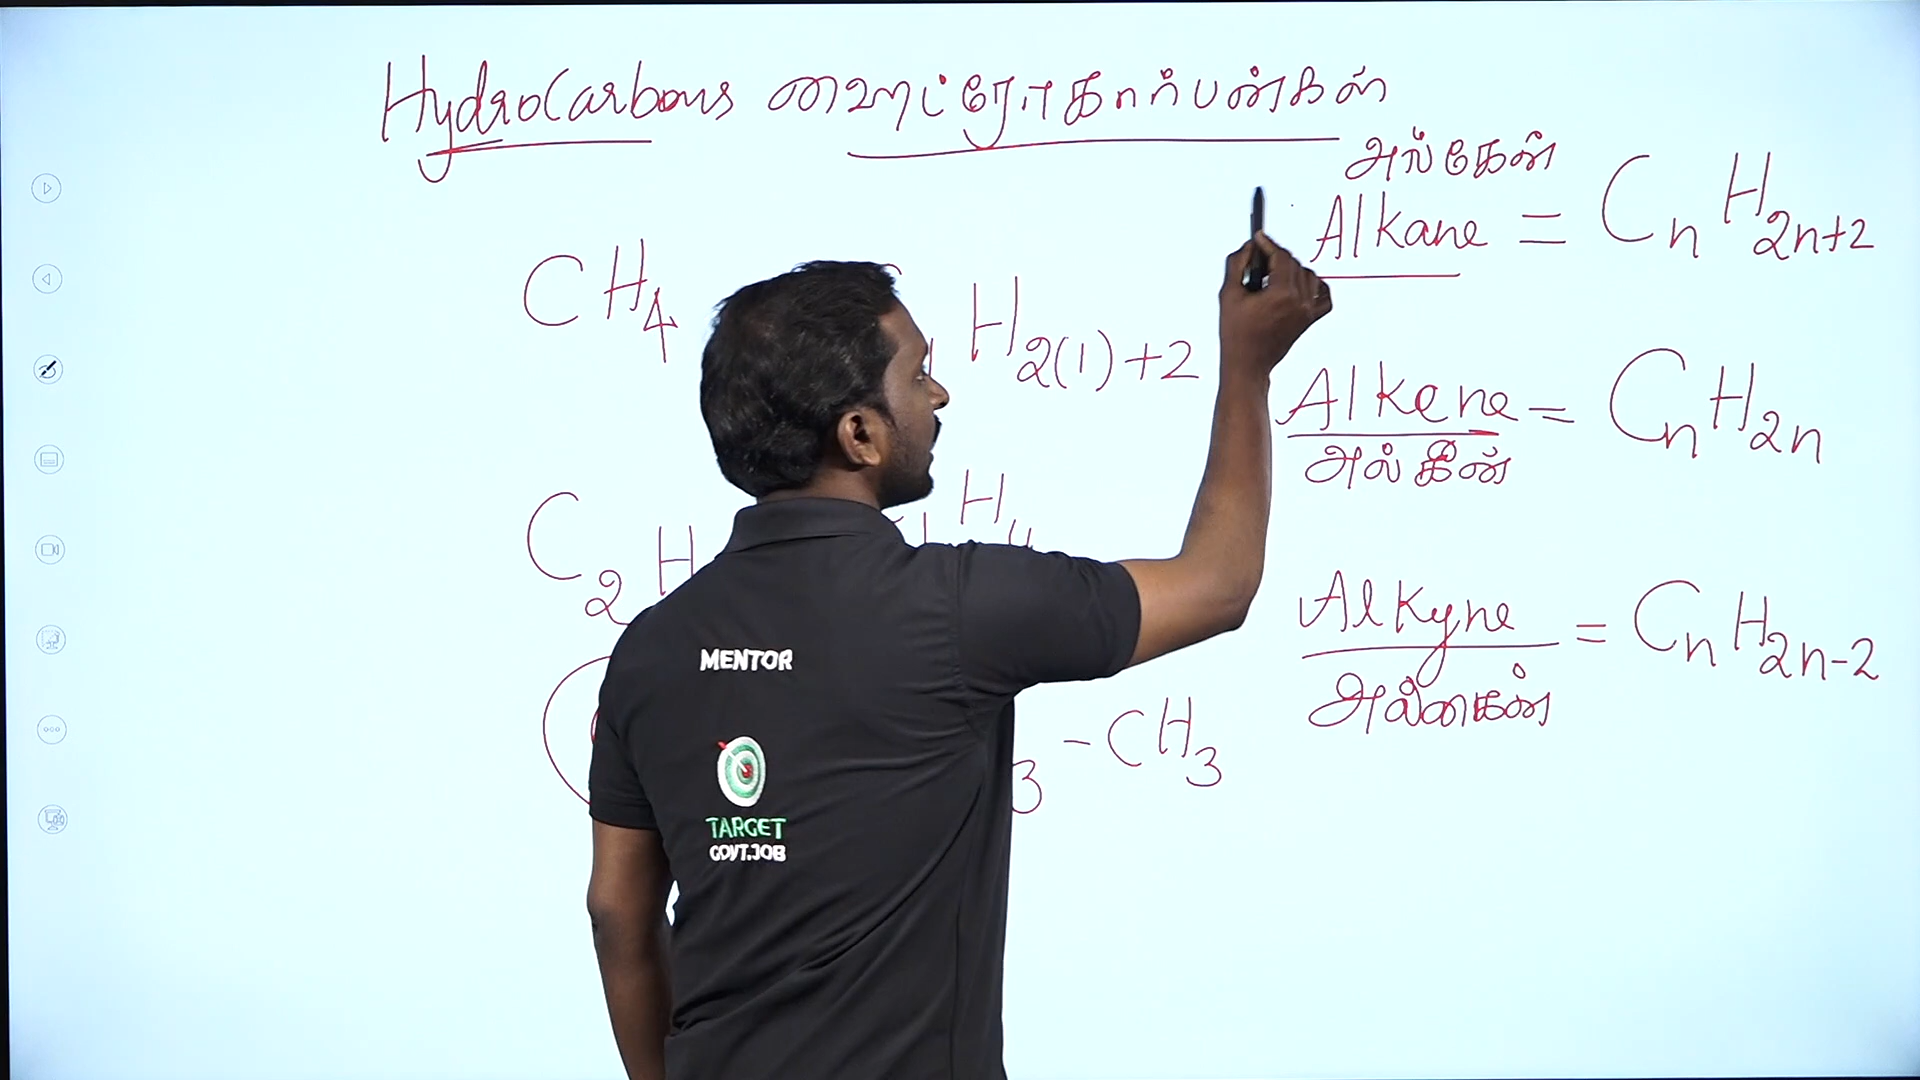 HydroCarbons ஹைட்ரோகார்பன்கள்
அல்கேன்
Alkane = CnH2n+2
CH4
H2(1)+2
Alkene = CnH2n
அல்கீன்
C2H
H4
Alkyne = CnH2n-2
அல்கைன்
3 - CH3
MENTOR
TARGET
GOVT.JOB